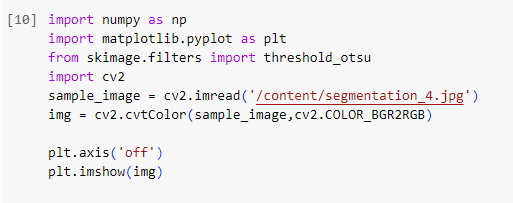 [10] import numpy as np
import matplotlib.pyplot as plt
from skimage.filters import threshold_otsu
import cv2
sample_image = cv2.imread('/content/segmentation_4.jpg')
img = cv2.cvtColor(sample_image,cv2.COLOR_BGR2RGB)

plt.axis('off')
plt.imshow(img)